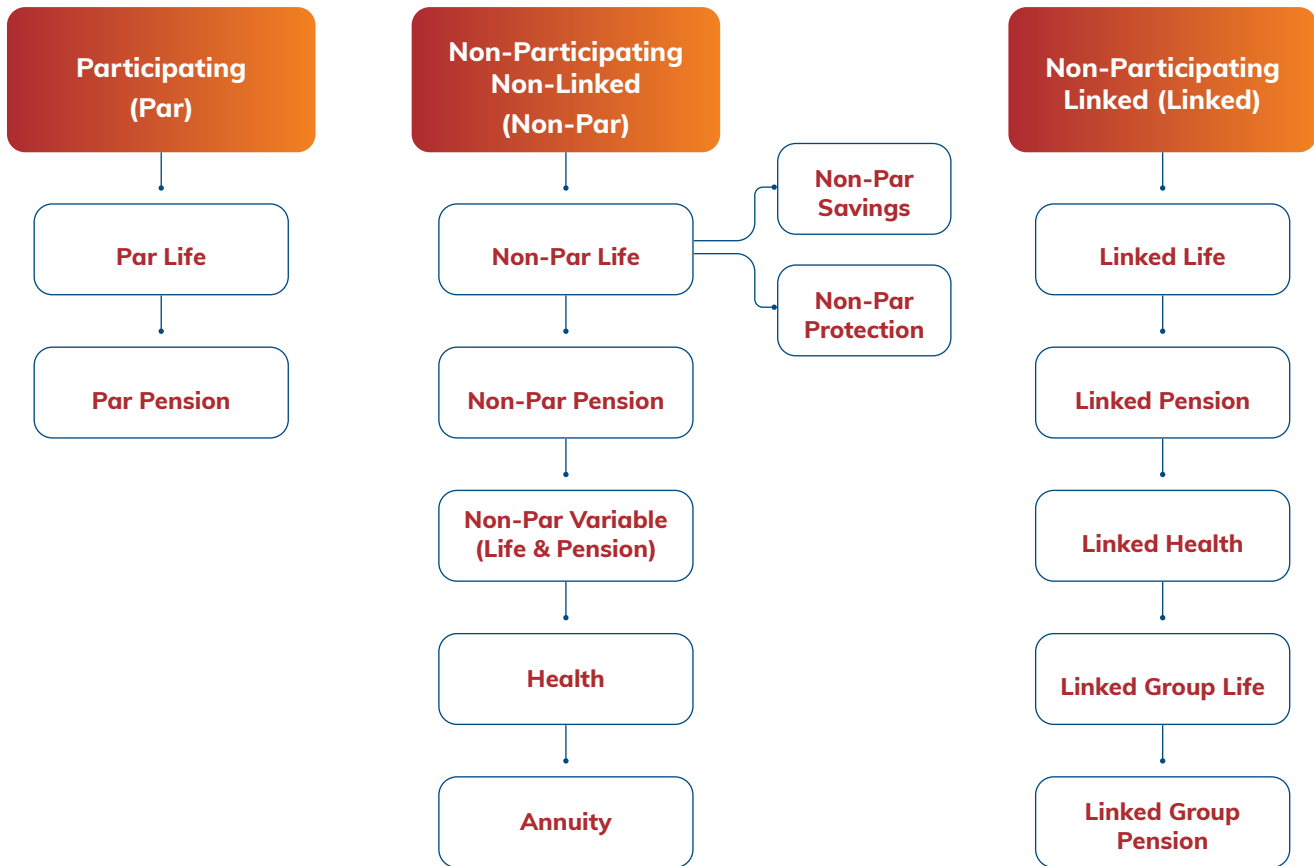 Participating
(Par)
Par Life
Par Pension
Non-Participating
Non-Linked
(Non-Par)
Non-Par Life
Non-Par
Savings
Non-Par
Protection
Non-Par Pension
Non-Par Variable
(Life & Pension)
Health
Annuity
Non-Participating
Linked (Linked)
Linked Life
Linked Pension
Linked Health
Linked Group Life
Linked Group
Pension